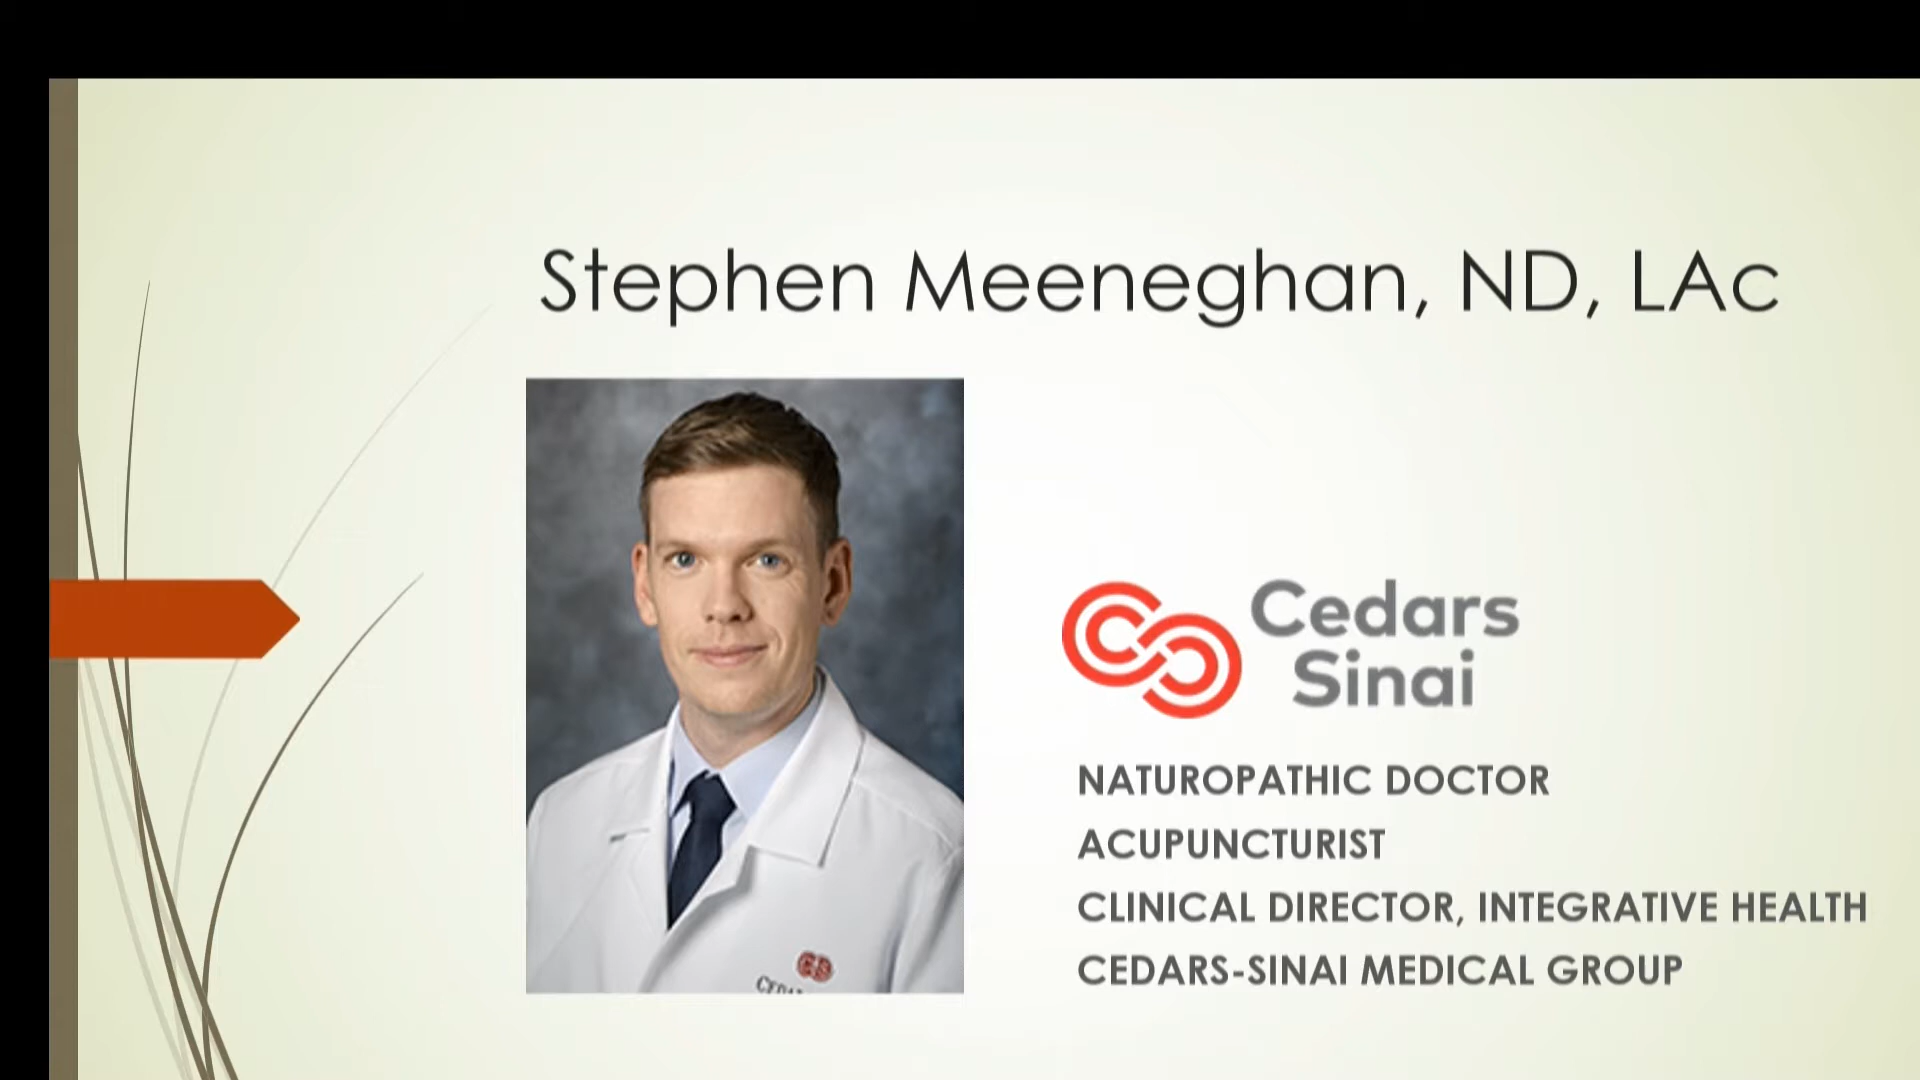 Stephen Meeneghan, ND, LAc
Cedars
Sinai
NATUROPATHIC DOCTOR
ACUPUNCTURIST
CLINICAL DIRECTOR, INTEGRATIVE HEALTH
CEDARS-SINAI MEDICAL GROUP